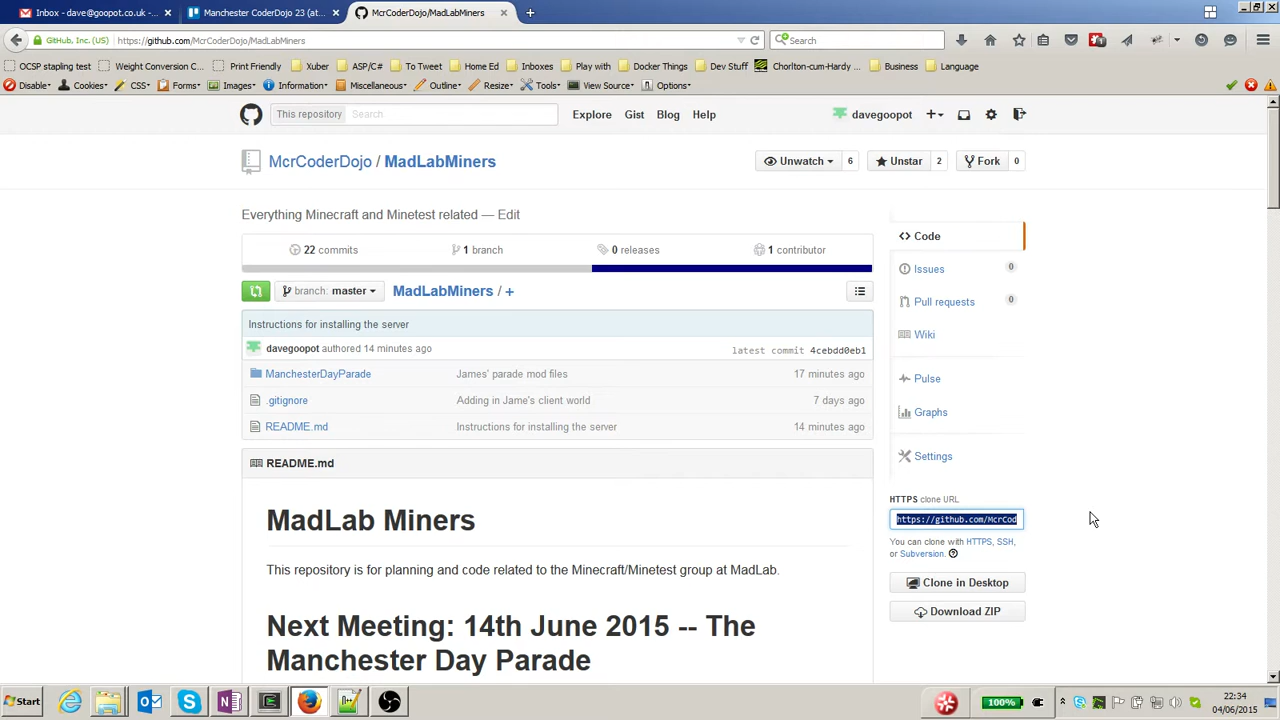 Inbox - dave@goopot.co.uk -... × Manchester CoderDojo 23 (at... × McrCoderDojo/MadLabMiners ×
GitHub, Inc. (US) https://github.com/McrCoderDojo/MadLabMiners Search
OCSP stapling test Weight Conversion C... Print Friendly Xuber ASP/C# To Tweet Home Ed Inboxes Play with Docker Things Dev Stuff Chorlton-cum-Hardy ... Business Language
Disable Cookies CSS Forms Images Information Miscellaneous Outline Resize Tools View Source Options
This repository Search Explore Gist Blog Help davegoopot
McrCoderDojo / MadLabMiners Unwatch 6 Unstar 2 Fork 0
Everything Minecraft and Minetest related — Edit
22 commits 1 branch 0 releases 1 contributor
branch: master MadLabMiners / +
Instructions for installing the server
davegoopot authored 14 minutes ago latest commit 4cebdd0eb1
ManchesterDayParade James' parade mod files 17 minutes ago
.gitignore Adding in Jame's client world 7 days ago
README.md Instructions for installing the server 14 minutes ago
README.md
MadLab Miners
This repository is for planning and code related to the Minecraft/Minetest group at MadLab.
Next Meeting: 14th June 2015 -- The
Manchester Day Parade
Code
Issues 0
Pull requests 0
Wiki
Pulse
Graphs
Settings
HTTPS clone URL
https://github.com/McrCod
You can clone with HTTPS, SSH,
or Subversion.
Clone in Desktop
Download ZIP
Start 100% 22:34
04/06/2015